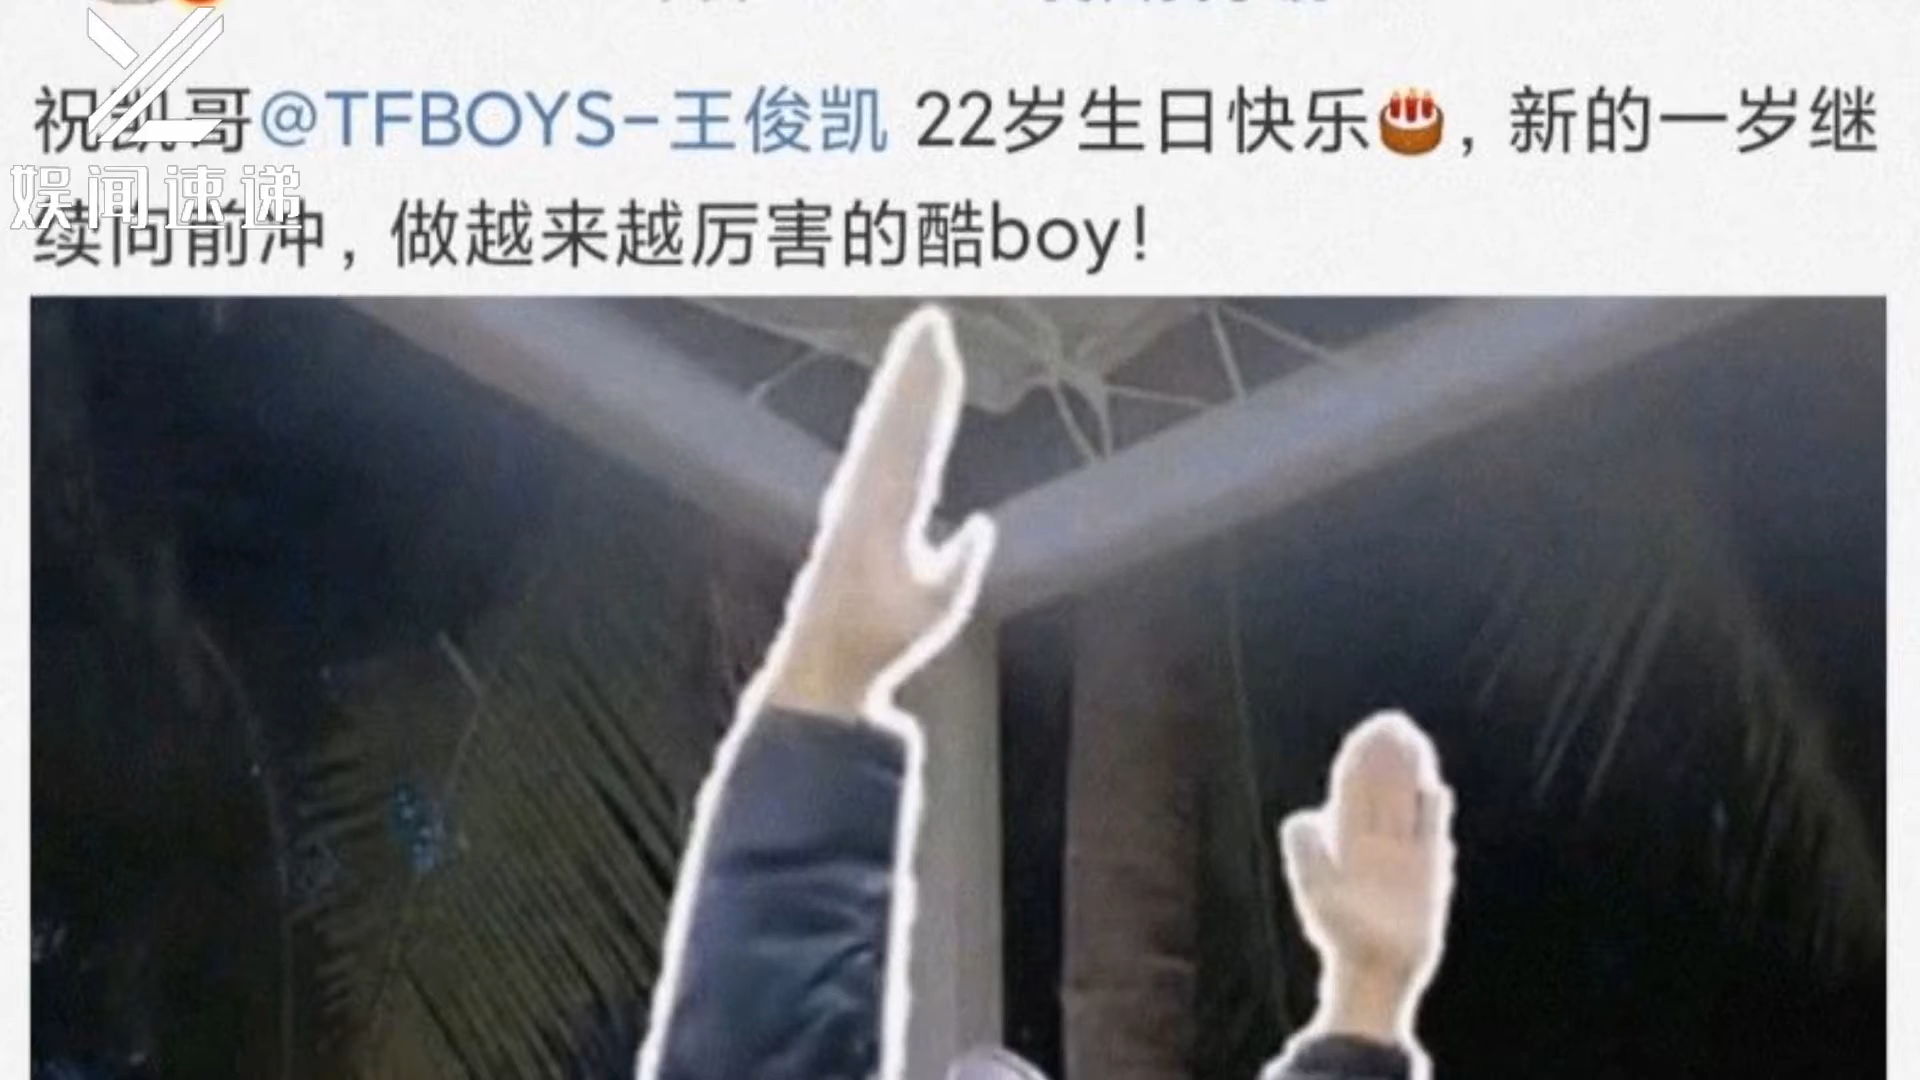 祝凯哥@TFBOYS-王俊凯 22岁生日快乐🎂，新的一岁继
娱闻速递
续向前冲，做越来越厉害的酷boy！